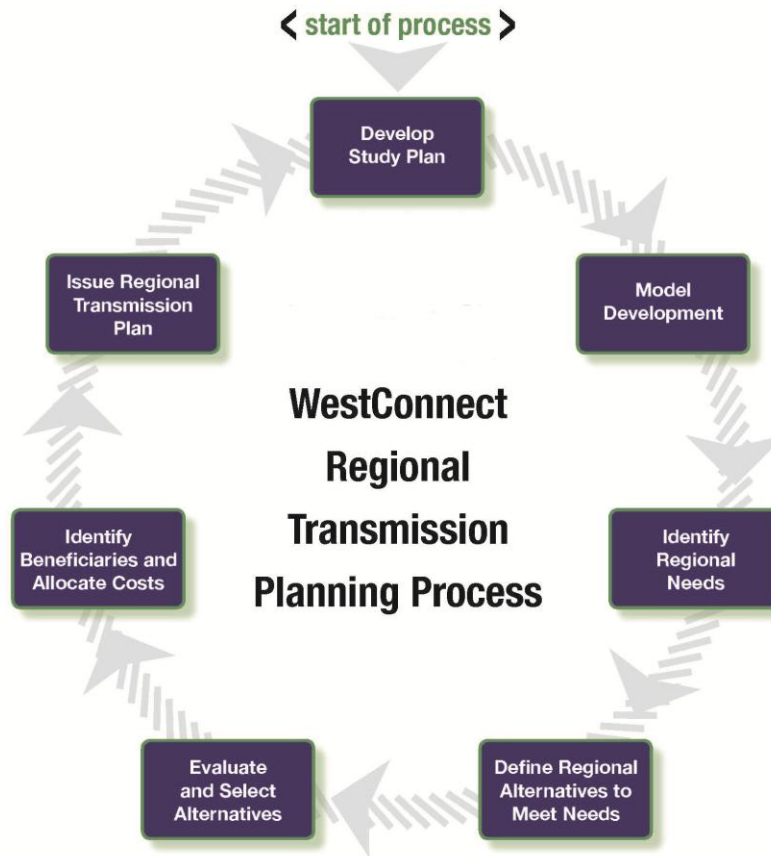 < start of process >
Develop
Study Plan
Model
Development
Identify
Regional
Needs
Define Regional
Alternatives to
Meet Needs
Evaluate
and Select
Alternatives
Identify
Beneficiaries and
Allocate Costs
Issue Regional
Transmission
Plan
WestConnect
Regional
Transmission
Planning Process